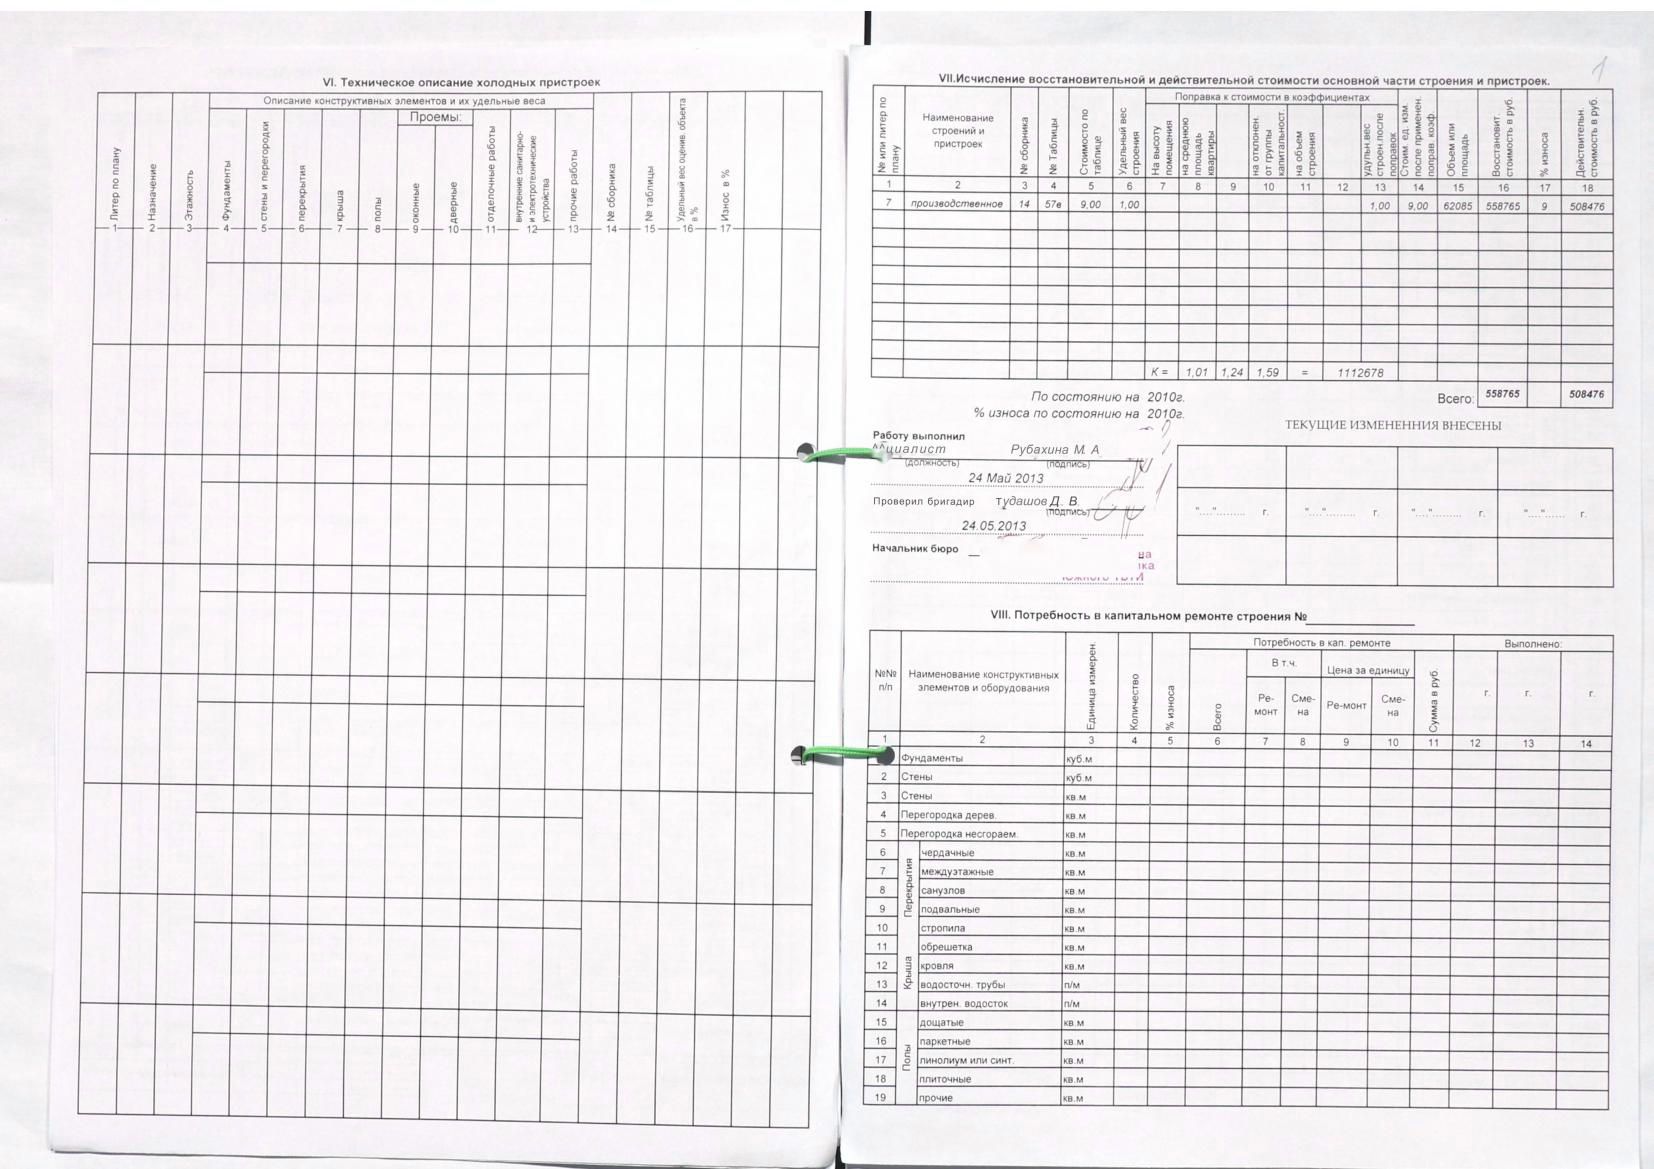 VI. Техническое описание холодных пристроек
Описание конструктивных элементов и их удельные веса
Проемы:
Литер по плану
Назначение
Этажность
Фундаменты
стены и перегородки
перекрытия
крыша
полы
оконные
дверные
отделочные работы
внутренние санитарно-
и электротехнические
устройства
прочие работы
№ сборника
№ таблицы
Удельный вес оценив. объекта
в %
Износ в %
1 2 3 4 5 6 7 8 9 10 11 12 13 14 15 16 17
1
VII.Исчисление восстановительной и действительной стоимости основной части строения и пристроек.
№ или литер по
плану
Наименование
строений и
пристроек
№ сборника
№ Таблицы
Стоимость по
таблице
Удельный вес
строения
Поправка к стоимости в коэффициентах
На высоту
помещения
на среднюю
площадь
квартиры
на отклонен.
от группы
капитальност.
на объем
строения
удульн.вес
строен.после
поправок
Стоим. ед. изм.
после применен.
поправ. коэф.
Объем или
площадь
Восстановит.
стоимость в руб.
% износа
Действительн.
стоимость в руб.
1 2 3 4 5 6 7 8 9 10 11 12 13 14 15 16 17 18
7 производственное 14 57в 9,00 1,00 1,00 9,00 62085 558765 9 508476
К = 1,01 1,24 1,59 = 1112678
По состоянию на 2010г.
Всего: 558765 508476
% износа по состоянию на 2010г.
ТЕКУЩИЕ ИЗМЕНЕННИЯ ВНЕСЕНЫ
Работу выполнил
циалист Рубахина М. А
(должность) (подпись)
24 Май 2013
Проверил бригадир Тудашов Д. В.
(подпись)
"...."......... г. "...."......... г. "...."......... г. "...."...... г.
24.05.2013
Начальник бюро
на
ика
Южного ТБТИ
VIII. Потребность в капитальном ремонте строения №
№№
п/п
Наименование конструктивных
элементов и оборудования
Единица измерен.
Количество
% износа
Потребность в кап. ремонте
Всего
В т.ч.
Ре-
монт
Сме-
на
Цена за единицу
Ре-монт
Сме-
на
Сумма в руб.
Выполнено:
г. г. г.
1 2 3 4 5 6 7 8 9 10 11 12 13 14
Фундаменты куб.м
2 Стены куб.м
3 Стены кв.м
4 Перегородка дерев. кв.м
5 Перегородка несгораем. кв.м
Перекрытия
6 чердачные кв.м
7 междуэтажные кв.м
8 санузлов кв.м
9 подвальные кв.м
Крыша
10 стропила кв.м
11 обрешетка кв.м
12 кровля кв.м
13 водосточн. трубы п/м
14 внутрен. водосток п/м
Полы
15 дощатые кв.м
16 паркетные кв.м
17 линолиум или синт. кв.м
18 плиточные кв.м
19 прочие кв.м